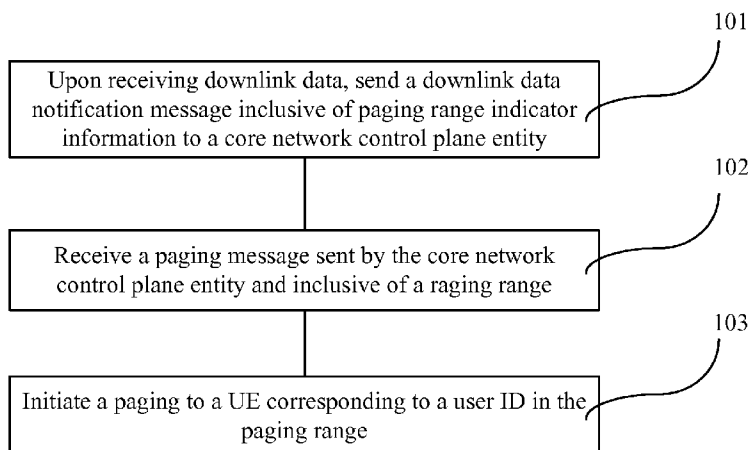 101
Upon receiving downlink data, send a downlink data
notification message inclusive of paging range indicator
information to a core network control plane entity
102
Receive a paging message sent by the core network
control plane entity and inclusive of a raging range
103
Initiate a paging to a UE corresponding to a user ID in the
paging range